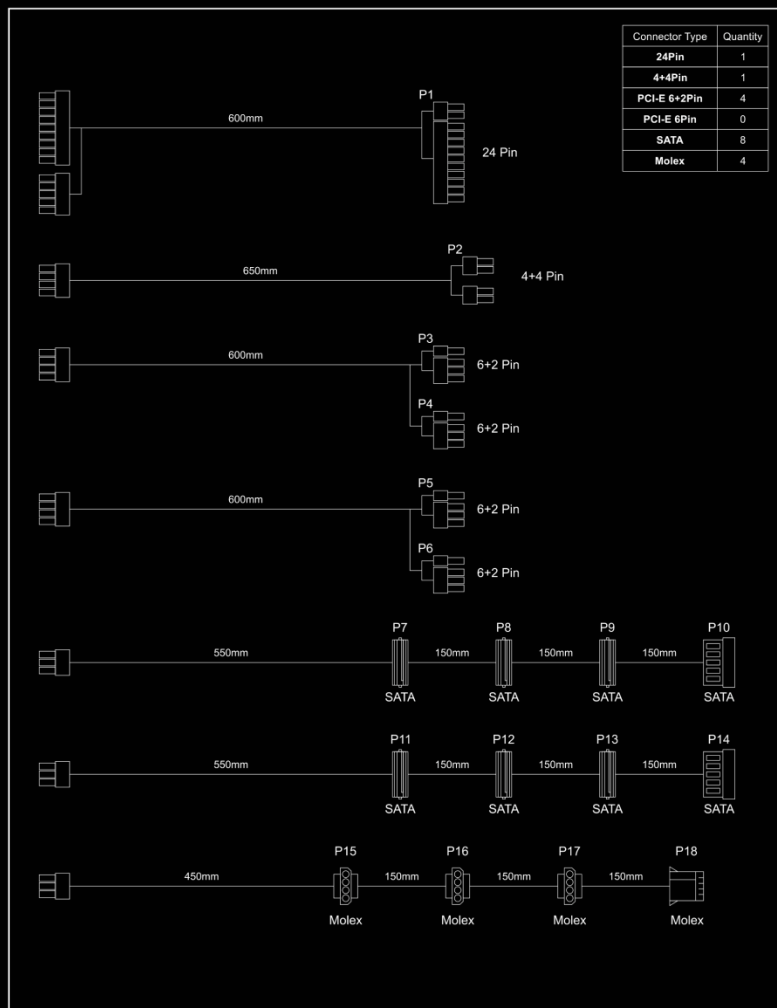 Connector Type Quantity
24Pin 1
4+4Pin 1
PCI-E 6+2Pin 4
PCI-E 6Pin 0
SATA 8
Molex 4
P1
600mm
24 Pin
P2
650mm
4+4 Pin
P3
600mm
6+2 Pin
P4
6+2 Pin
P5
600mm
6+2 Pin
P6
6+2 Pin
P7 P8 P9 P10
550mm 150mm 150mm 150mm
SATA SATA SATA SATA
P11 P12 P13 P14
550mm 150mm 150mm 150mm
SATA SATA SATA SATA
P15 P16 P17 P18
450mm 150mm 150mm 150mm
Molex Molex Molex Molex